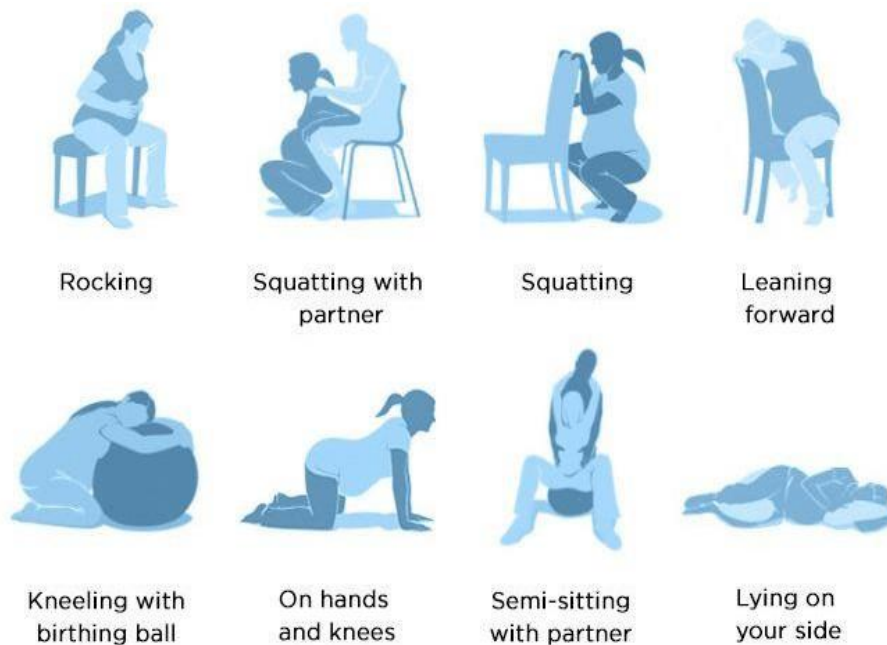 Rocking
Squatting with
partner
Squatting
Leaning
forward
Kneeling with
birthing ball
On hands
and knees
Semi-sitting
with partner
Lying on
your side